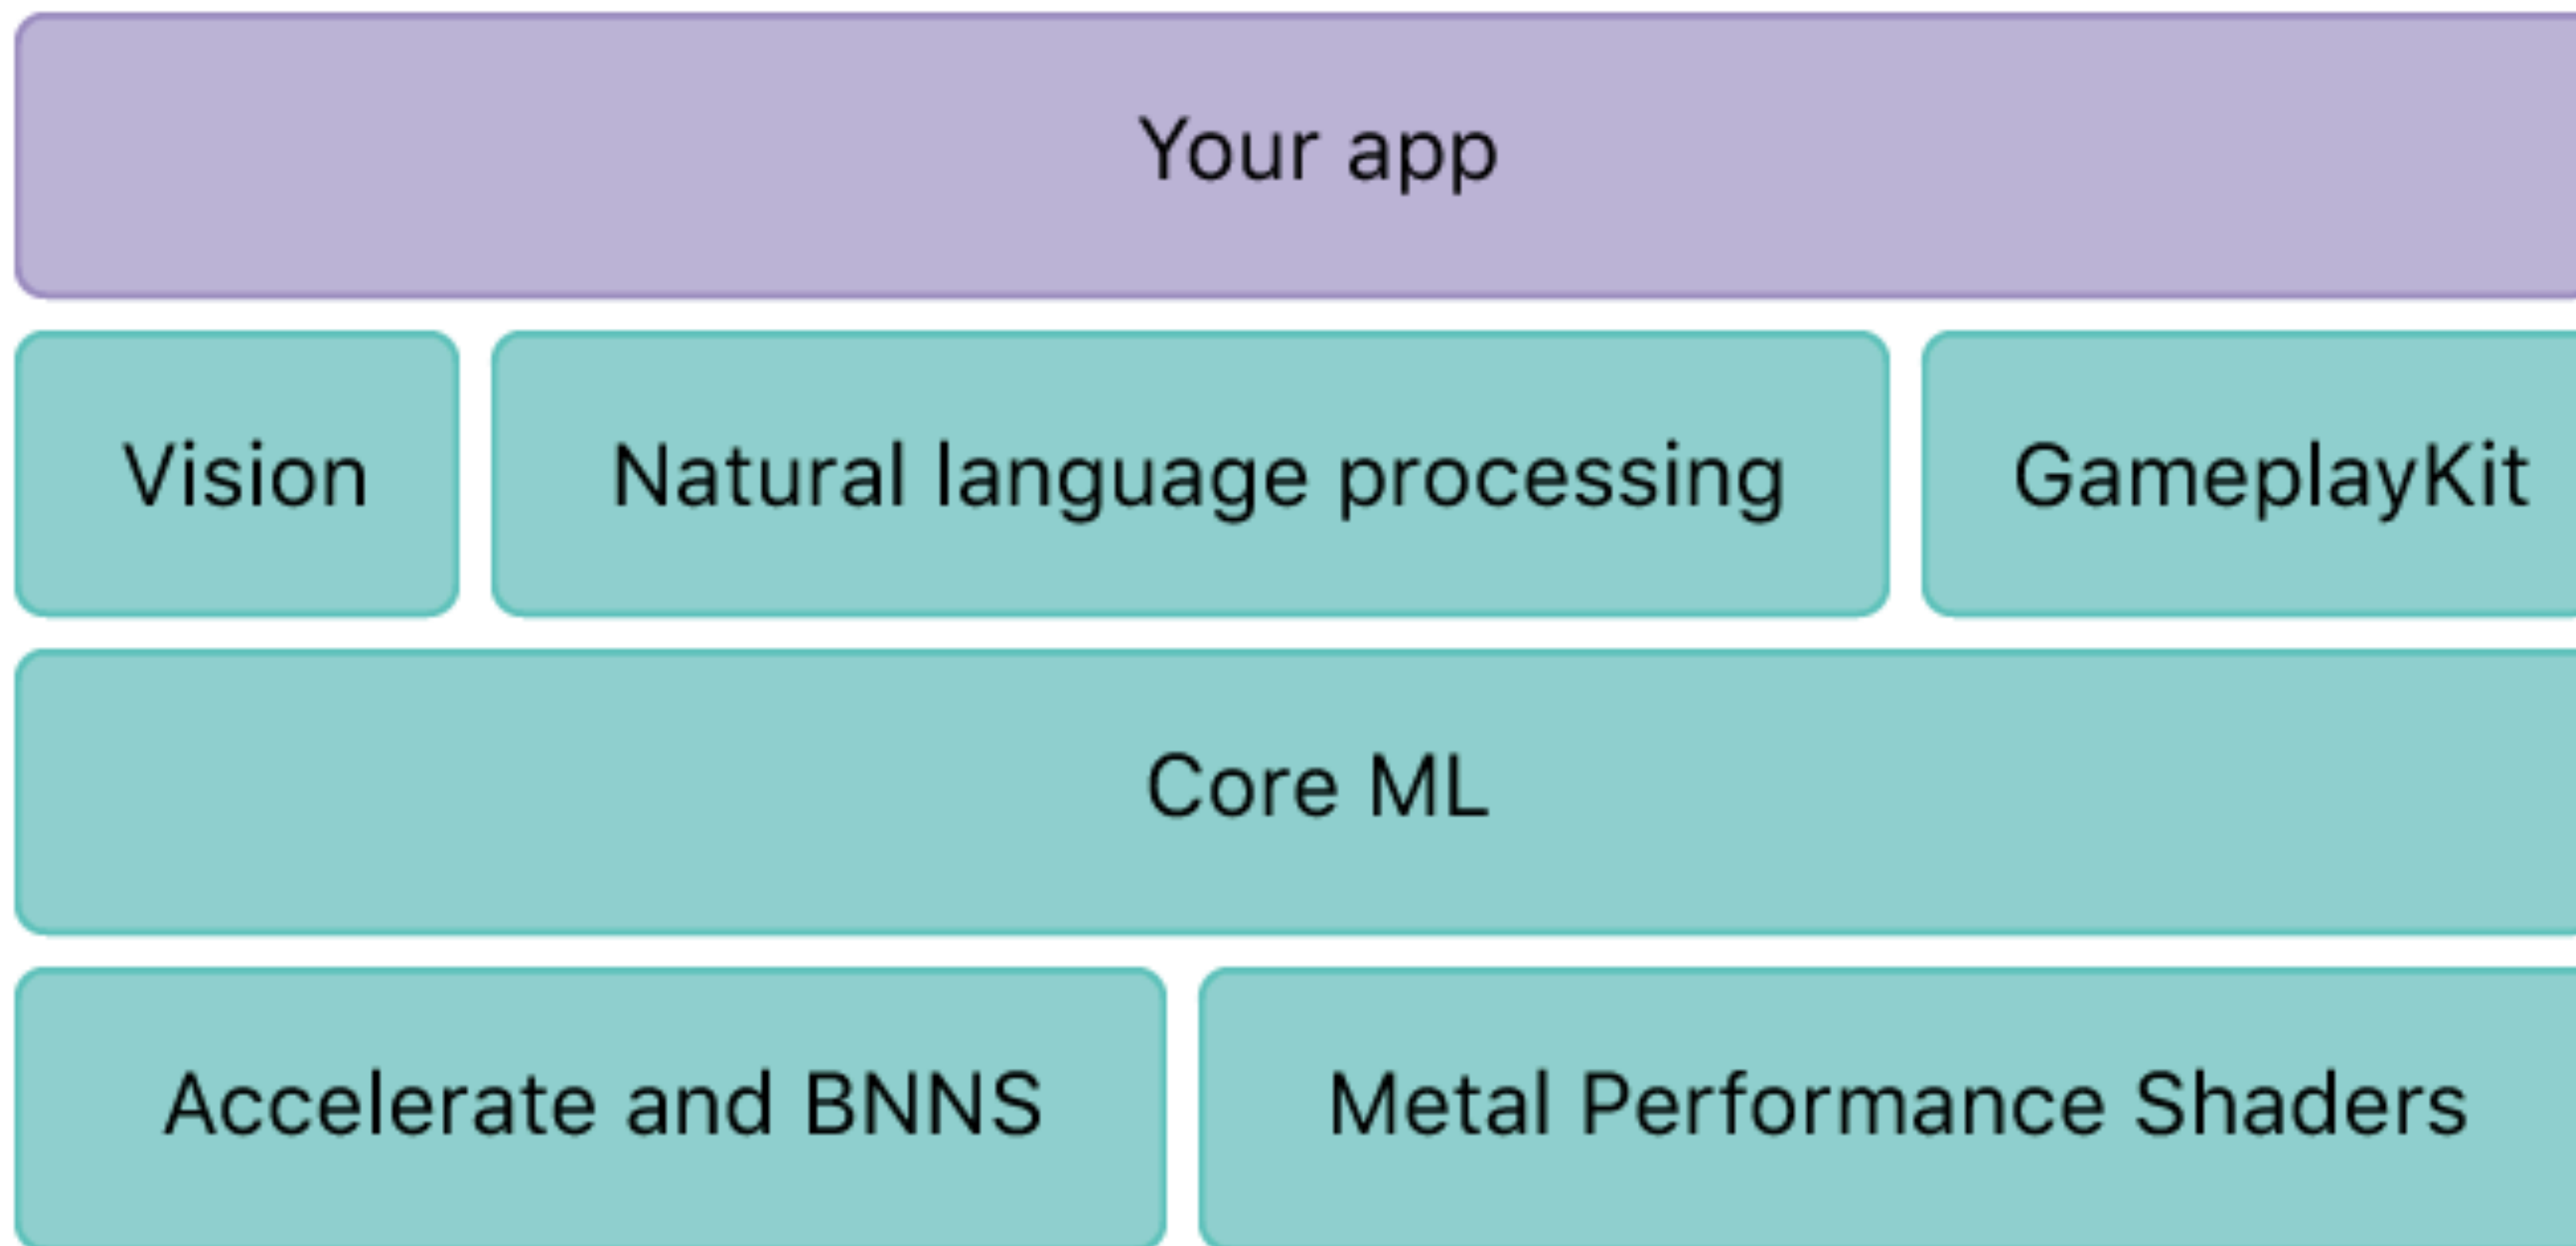 Your app
Vision
Natural language processing
GameplayKit
Core ML
Accelerate and BNNS
Metal Performance Shaders